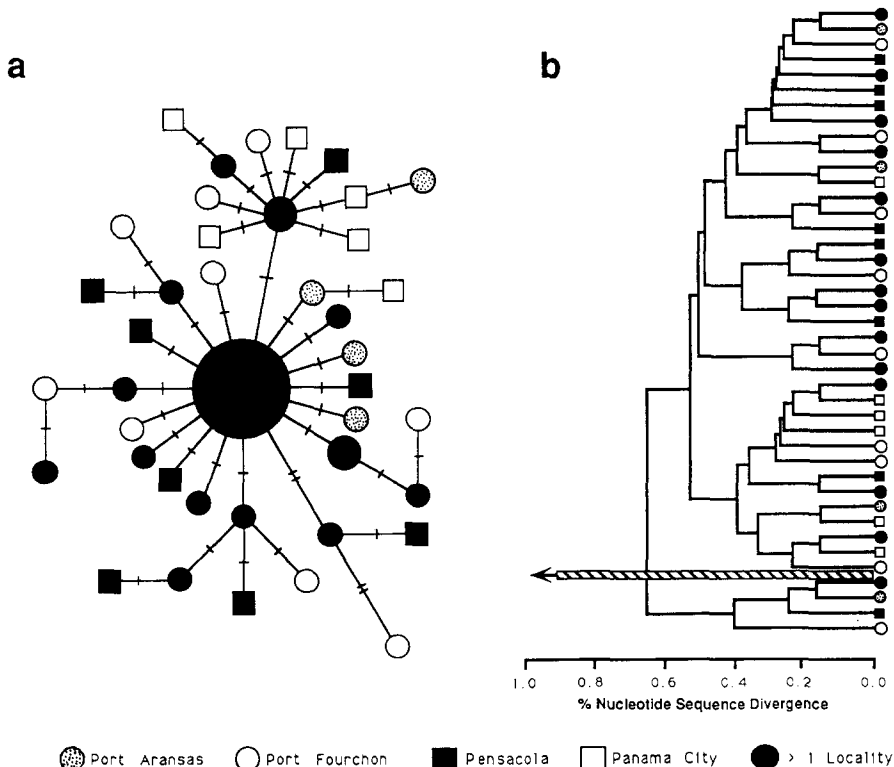 a
b
1.0 0.8 0.6 0.4 0.2 0.0
% Nucleotide Sequence Divergence
Port Aransas Port Fourchon Pensacola Panama City > 1 Locality